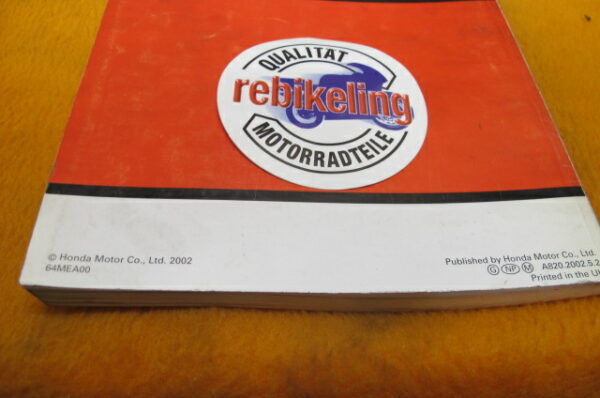 QUALITÄT
rebikeling
MOTORRADTEILE
© Honda Motor Co., Ltd. 2002
64MEA00
Published by Honda Motor Co., Ltd.
G NP M A820.2002.5.2
Printed in the